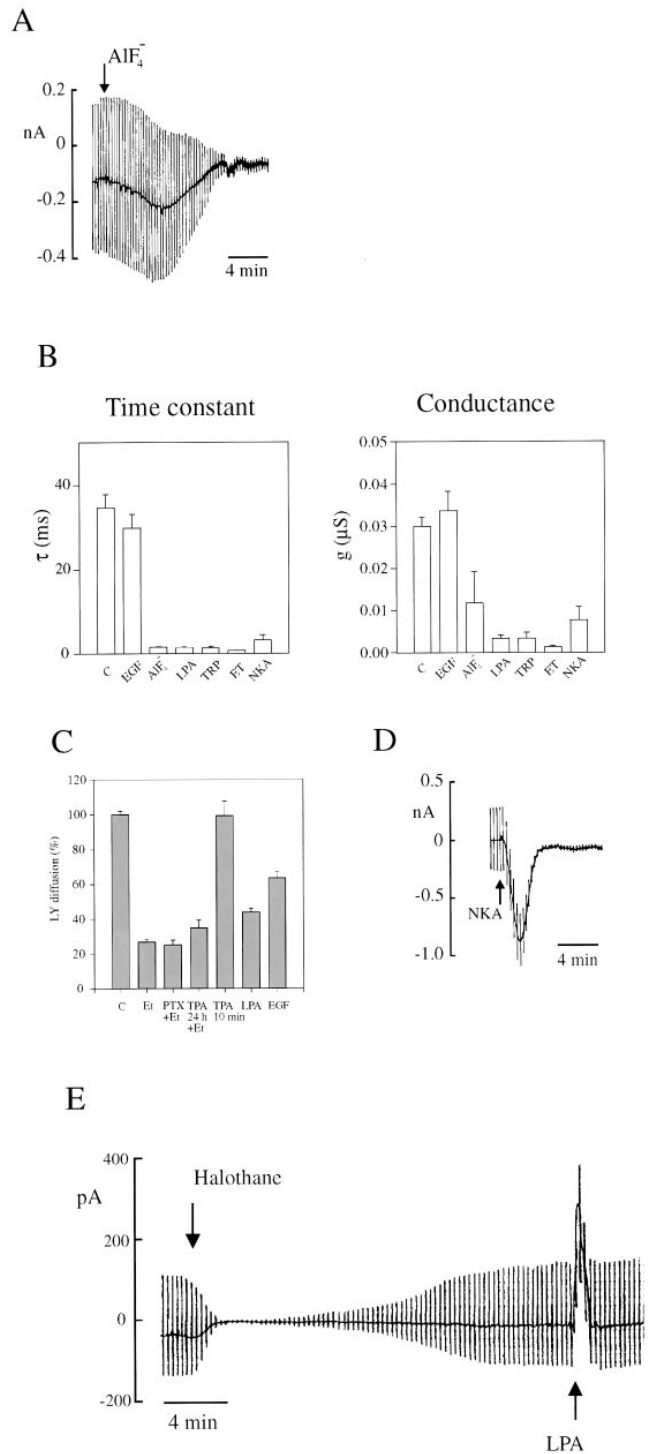 A
AlF₄⁻
0.2
nA
0
-0.2
-0.4
4 min
B
Time constant
Conductance
40
20
0
τ (ms)
C
EGF
AlF₄⁻
LPA
TRP
ET
NKA
0.05
0.04
0.03
0.02
0.01
0.00
g (μS)
C
EGF
AlF₄⁻
LPA
TRP
ET
NKA
C
120
100
80
60
40
20
0
LY diffusion (%)
C Et PTX TPA TPA LPA EGF
+Et 24 h 10 min
+Et
D
0.5
nA
0
-0.5
-1.0
NKA
4 min
E
400
pA
200
0
-200
Halothane
4 min
LPA